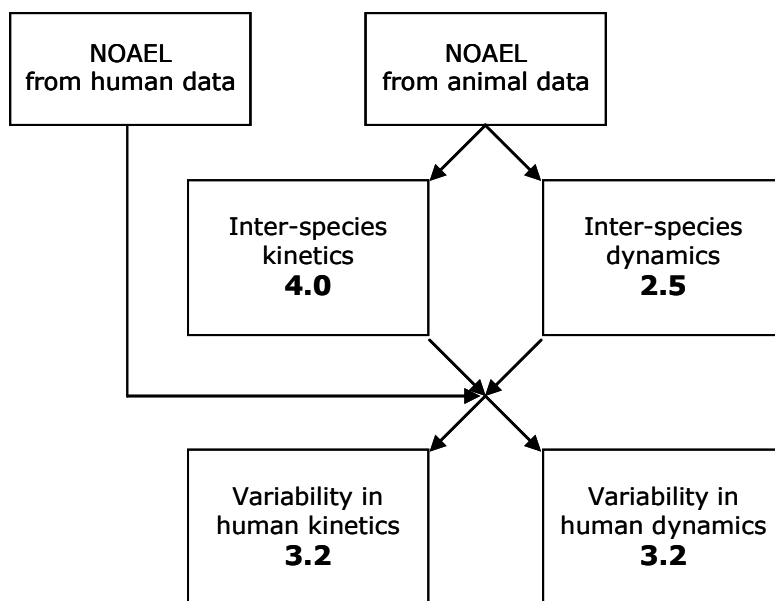 NOAEL
from human data
NOAEL
from animal data
Inter-species
kinetics
4.0
Inter-species
dynamics
2.5
Variability in
human kinetics
3.2
Variability in
human dynamics
3.2